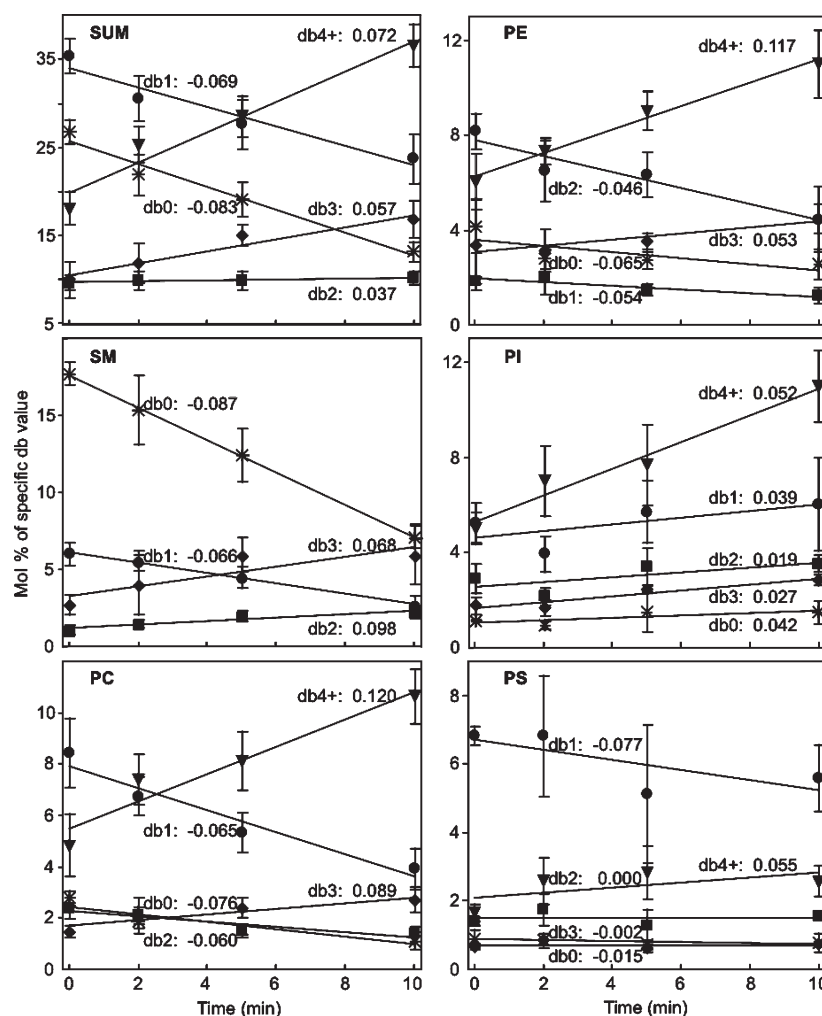 SUM
35
25
15
5
db4+: 0.072
db1: -0.069
db0: -0.083
db3: 0.057
db2: 0.037
PE
12
8
4
0
db4+: 0.117
db2: -0.046
db3: 0.053
db0: -0.065
db1: -0.054
Mol % of specific db value
SM
15
10
5
0
db0: -0.087
db1: -0.066
db3: 0.068
db2: 0.098
PI
12
8
4
0
db4+: 0.052
db1: 0.039
db2: 0.019
db3: 0.027
db0: 0.042
PC
10
8
6
4
2
0
db4+: 0.120
db1: -0.065
db3: 0.089
db0: -0.076
db2: -0.060
0 2 4 6 8 10
Time (min)
PS
8
6
4
2
0
db1: -0.077
db4+: 0.055
db2: 0.000
db3: -0.002
db0: -0.015
0 2 4 6 8 10
Time (min)